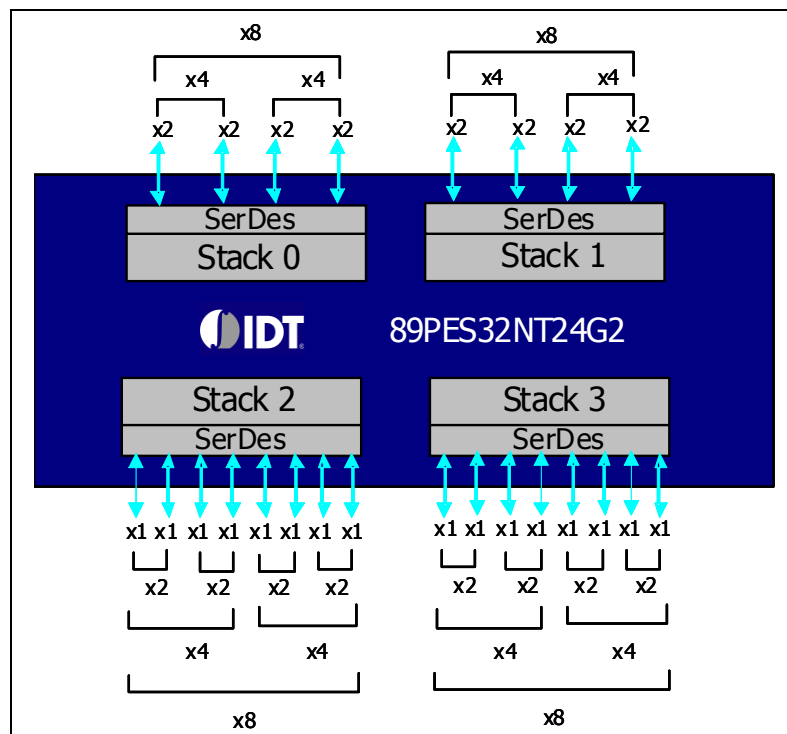 x8 x8
x4 x4 x4 x4
x2 x2 x2 x2 x2 x2 x2 x2
SerDes SerDes
Stack 0 Stack 1
IDT® 89PES32NT24G2
Stack 2 Stack 3
SerDes SerDes
x1 x1 x1 x1 x1 x1 x1 x1 x1 x1 x1 x1 x1 x1 x1 x1
x2 x2 x2 x2 x2 x2 x2 x2
x4 x4 x4 x4
x8 x8